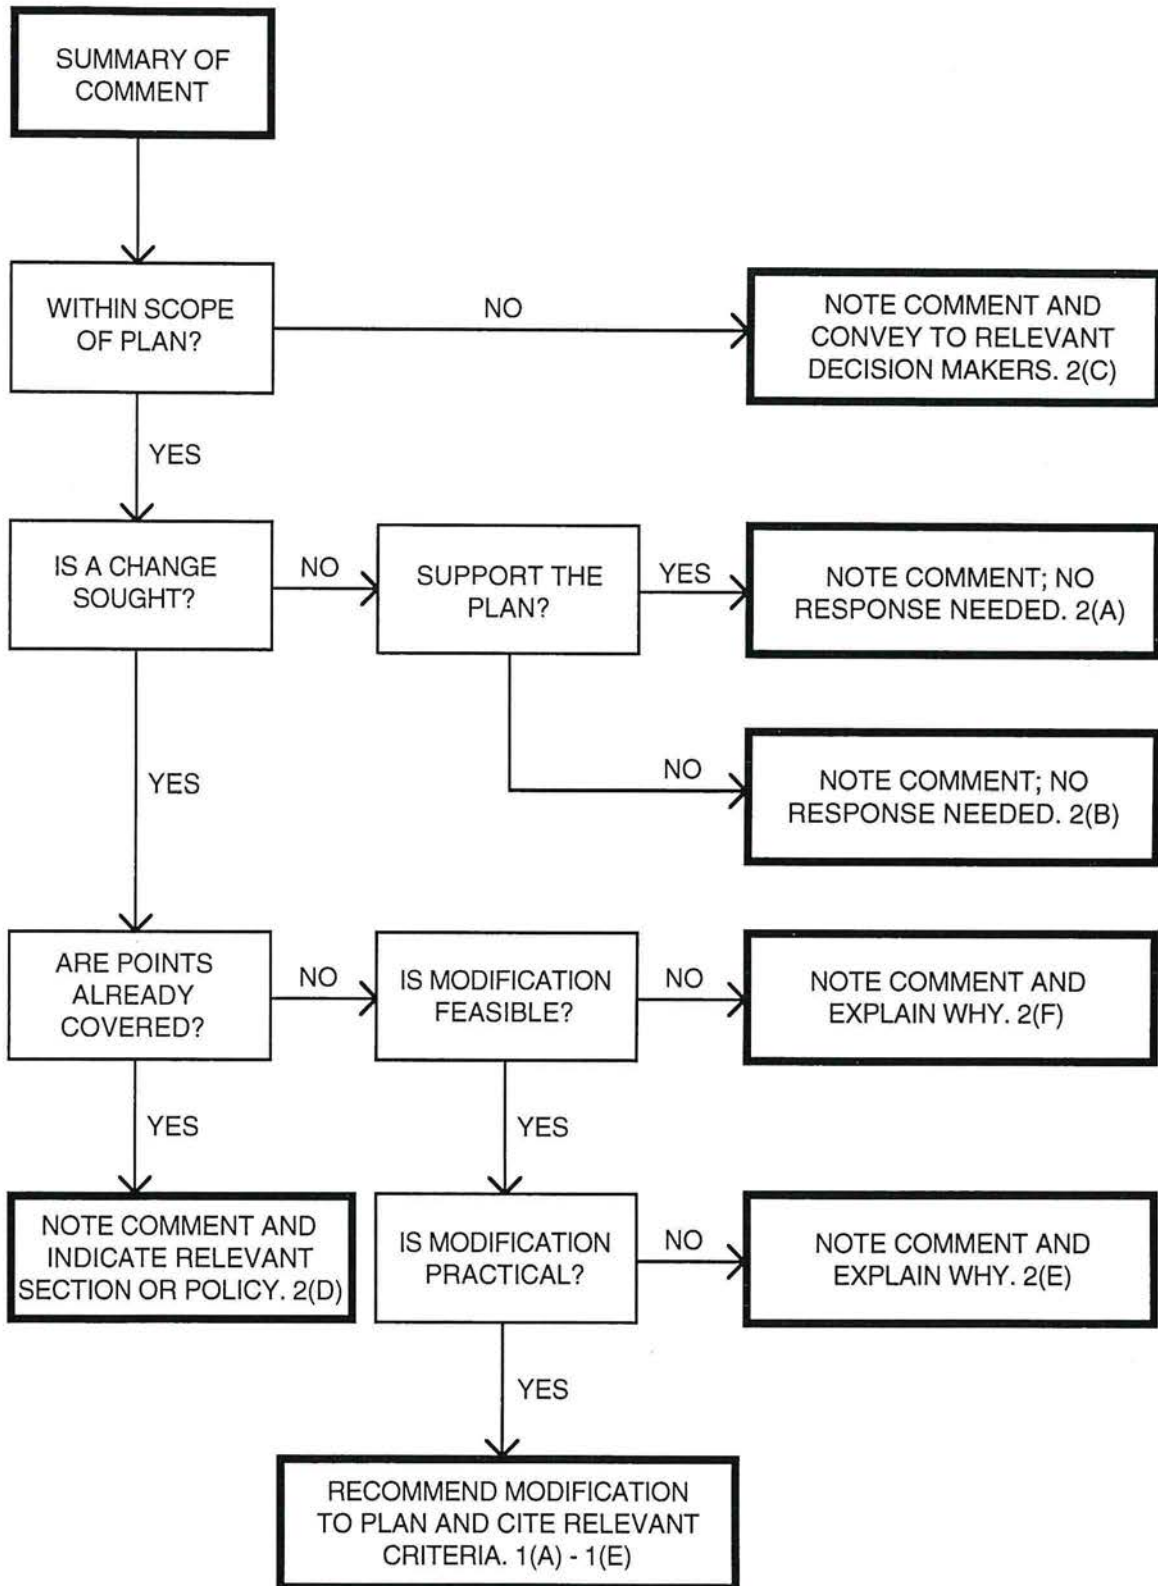 SUMMARY OF
COMMENT
WITHIN SCOPE
OF PLAN?
NO
NOTE COMMENT AND
CONVEY TO RELEVANT
DECISION MAKERS. 2(C)
YES
IS A CHANGE
SOUGHT?
NO
SUPPORT THE
PLAN?
YES
NOTE COMMENT; NO
RESPONSE NEEDED. 2(A)
YES
NO
NOTE COMMENT; NO
RESPONSE NEEDED. 2(B)
ARE POINTS
ALREADY
COVERED?
NO
IS MODIFICATION
FEASIBLE?
NO
NOTE COMMENT AND
EXPLAIN WHY. 2(F)
YES
YES
NOTE COMMENT AND
INDICATE RELEVANT
SECTION OR POLICY. 2(D)
IS MODIFICATION
PRACTICAL?
NO
NOTE COMMENT AND
EXPLAIN WHY. 2(E)
YES
RECOMMEND MODIFICATION
TO PLAN AND CITE RELEVANT
CRITERIA. 1(A) - 1(E)